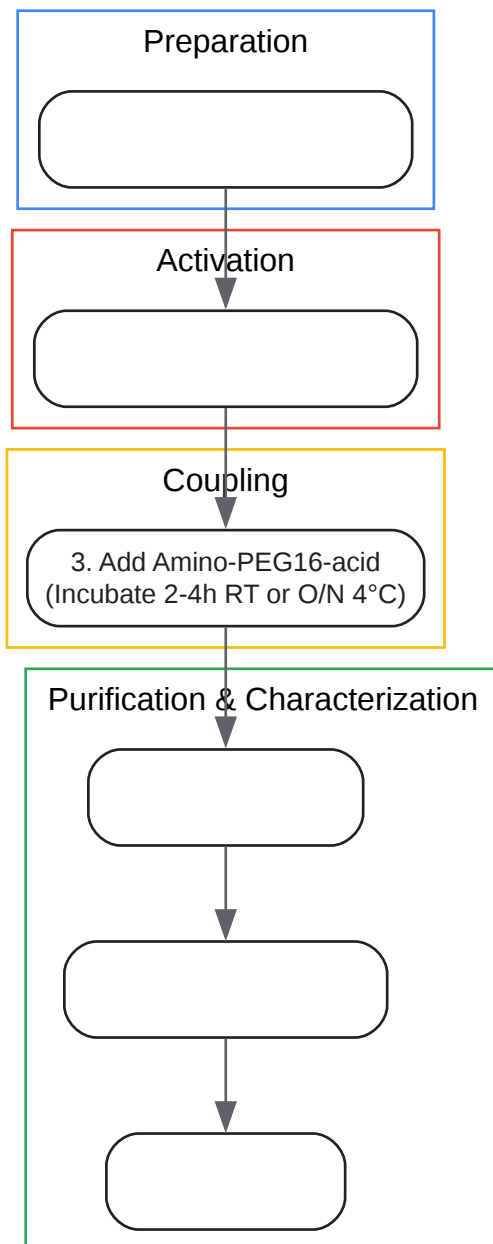 Preparation
Activation
Coupling
3. Add Amino-PEG16-acid
(Incubate 2-4h RT or O/N 4°C)
Purification & Characterization